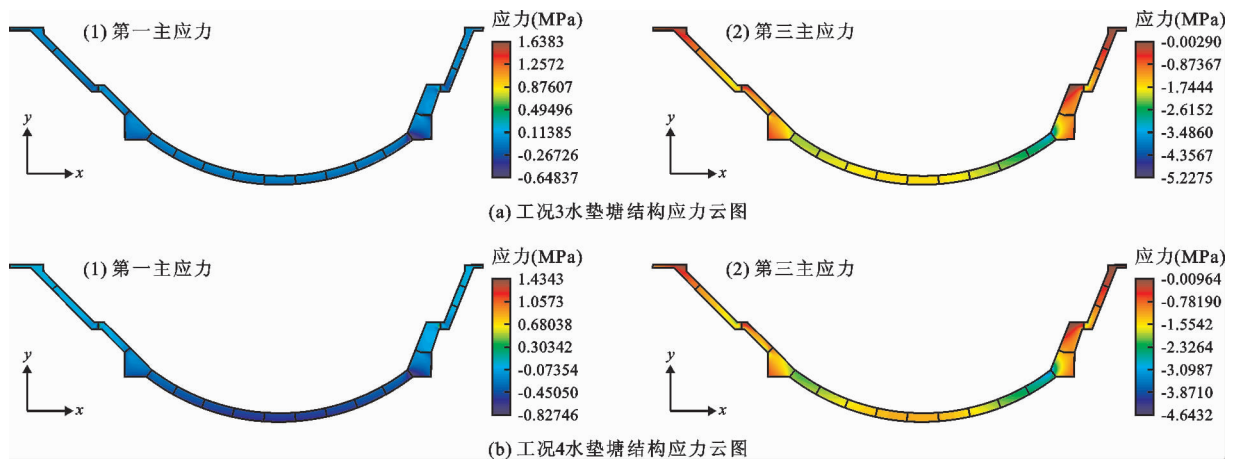 (1) 第一主应力
应力(MPa)
1.6383
1.2572
0.87607
0.49496
0.11385
-0.26726
-0.64837
y
x
(2) 第三主应力
应力(MPa)
-0.00290
-0.87367
-1.7444
-2.6152
-3.4860
-4.3567
-5.2275
y
x
(a) 工况3水垫塘结构应力云图
(1) 第一主应力
应力(MPa)
1.4343
1.0573
0.68038
0.30342
-0.07354
-0.45050
-0.82746
y
x
(2) 第三主应力
应力(MPa)
-0.00964
-0.78190
-1.5542
-2.3264
-3.0987
-3.8710
-4.6432
y
x
(b) 工况4水垫塘结构应力云图